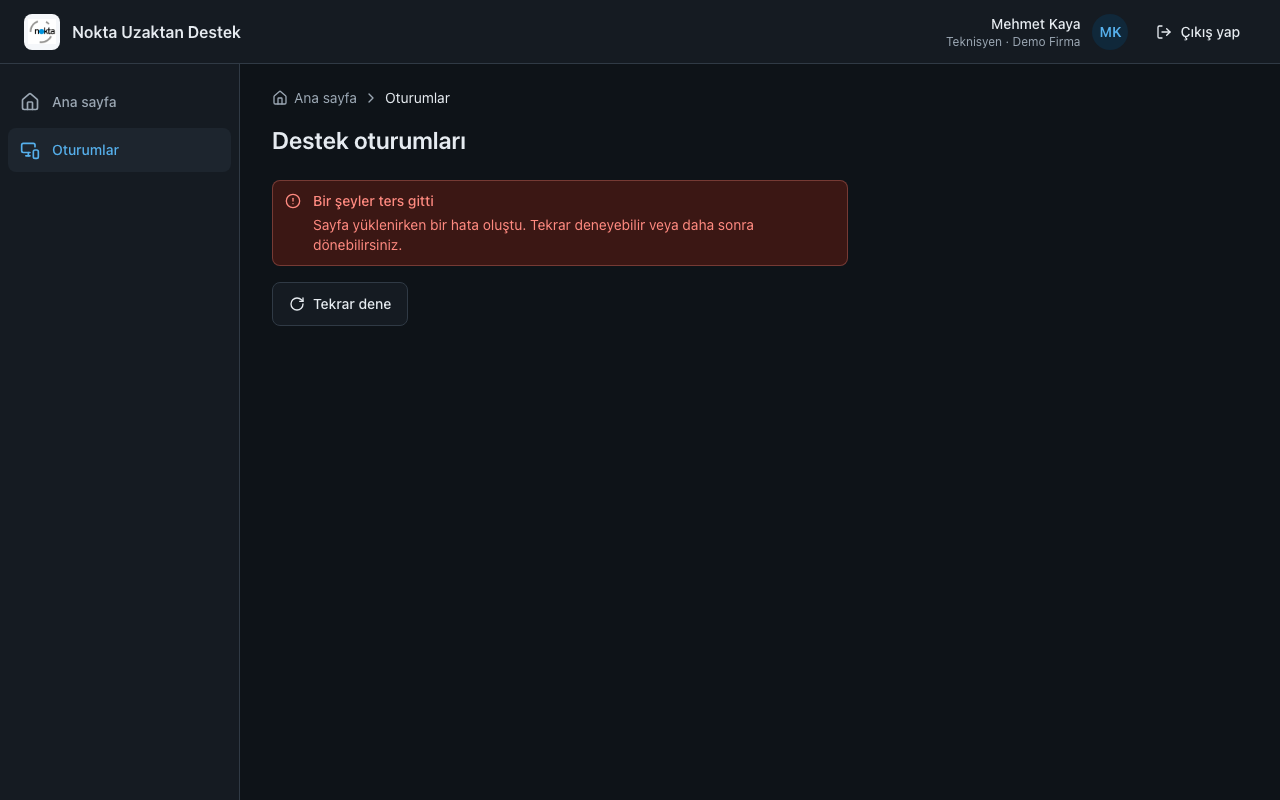 nokta
Nokta Uzaktan Destek
Mehmet Kaya
Teknisyen · Demo Firma
MK
Çıkış yap
Ana sayfa
Oturumlar
Ana sayfa
Oturumlar
Destek oturumları
Bir şeyler ters gitti
Sayfa yüklenirken bir hata oluştu. Tekrar deneyebilir veya daha sonra
dönebilirsiniz.
Tekrar dene